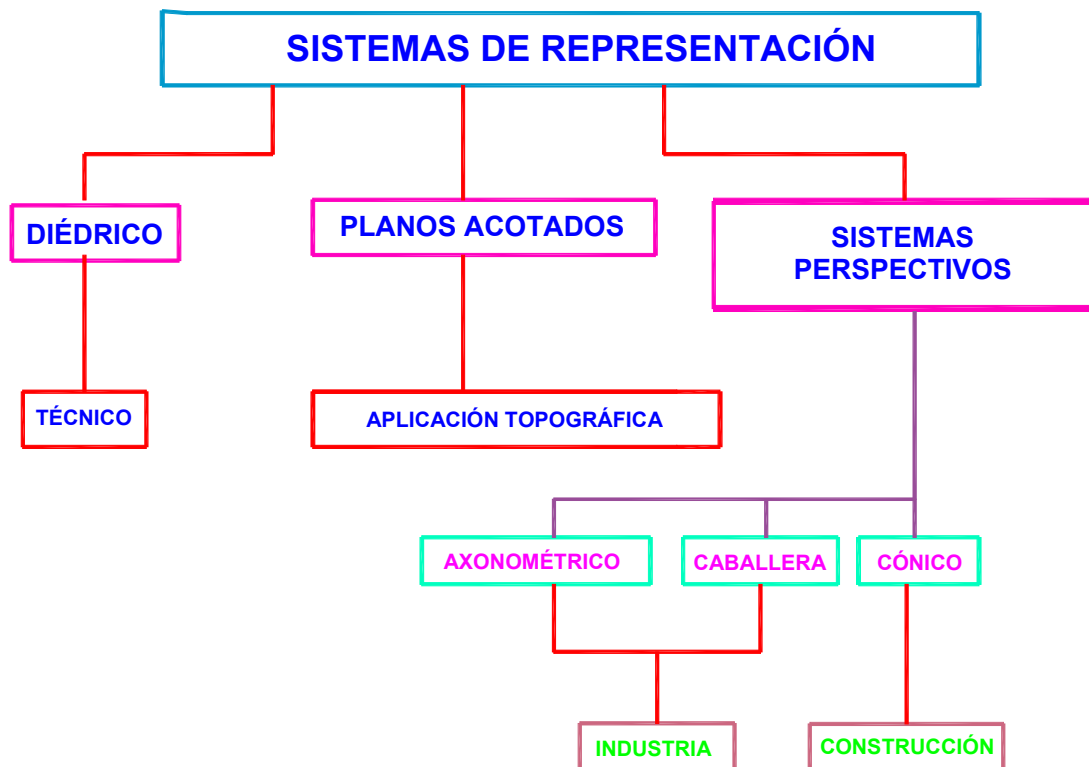 SISTEMAS DE REPRESENTACIÓN
DIÉDRICO
PLANOS ACOTADOS
SISTEMAS
PERSPECTIVOS
TÉCNICO
APLICACIÓN TOPOGRÁFICA
AXONOMÉTRICO
CABALLERA
CÓNICO
INDUSTRIA
CONSTRUCCIÓN